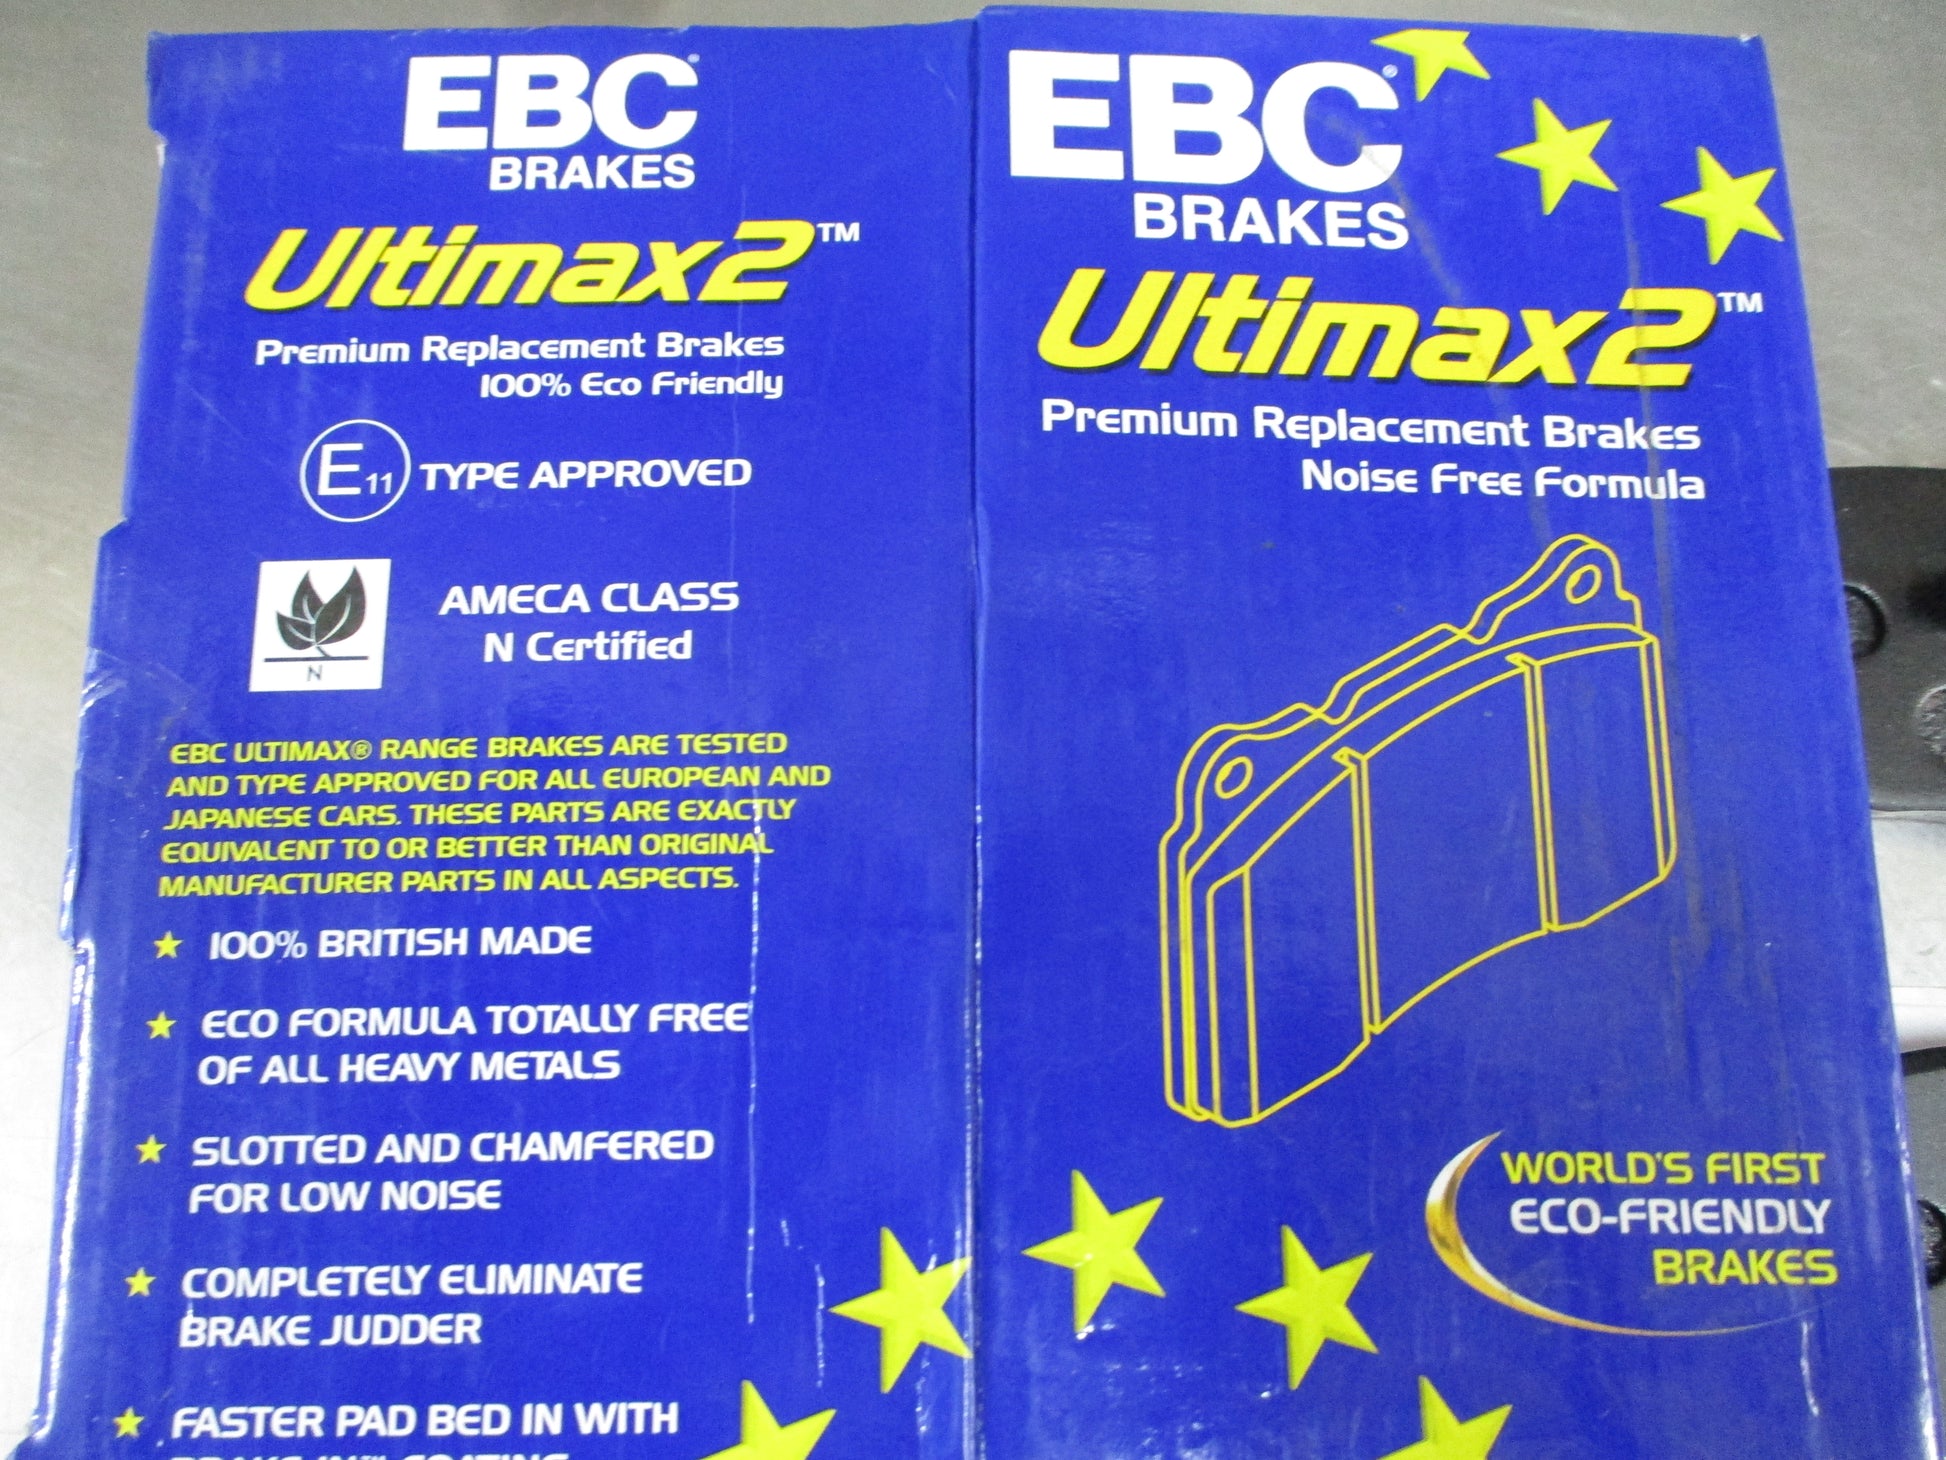 EBC®
BRAKES
Ultimax2™
Premium Replacement Brakes
100% Eco Friendly
E11 TYPE APPROVED
N
AMECA CLASS
N Certified
EBC ULTIMAX® RANGE BRAKES ARE TESTED
AND TYPE APPROVED FOR ALL EUROPEAN AND
JAPANESE CARS. THESE PARTS ARE EXACTLY
EQUIVALENT TO OR BETTER THAN ORIGINAL
MANUFACTURER PARTS IN ALL ASPECTS.
100% BRITISH MADE
ECO FORMULA TOTALLY FREE
OF ALL HEAVY METALS
SLOTTED AND CHAMFERED
FOR LOW NOISE
COMPLETELY ELIMINATE
BRAKE JUDDER
FASTER PAD BED IN WITH
EBC®
BRAKES
Ultimax2™
Premium Replacement Brakes
Noise Free Formula
WORLD'S FIRST
ECO-FRIENDLY
BRAKES